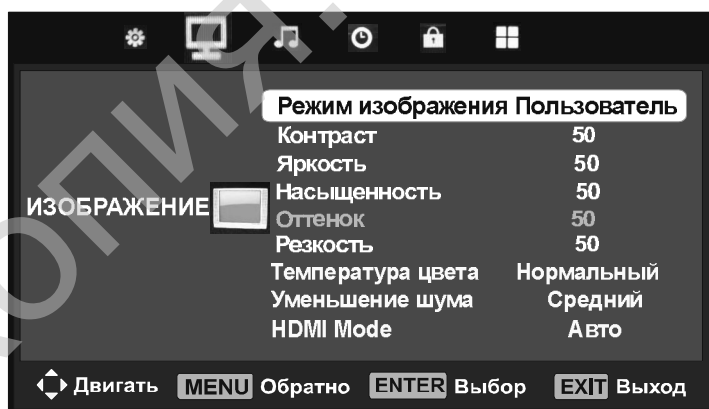 Режим изображения Пользователь
Контраст 50
Яркость 50
Насыщенность 50
ИЗОБРАЖЕНИЕ
Оттенок 50
Резкость 50
Температура цвета Нормальный
Уменьшение шума Средний
HDMI Mode Авто
Двигать MENU Обратно ENTER Выбор EXIT Выход
КОПИЯ.